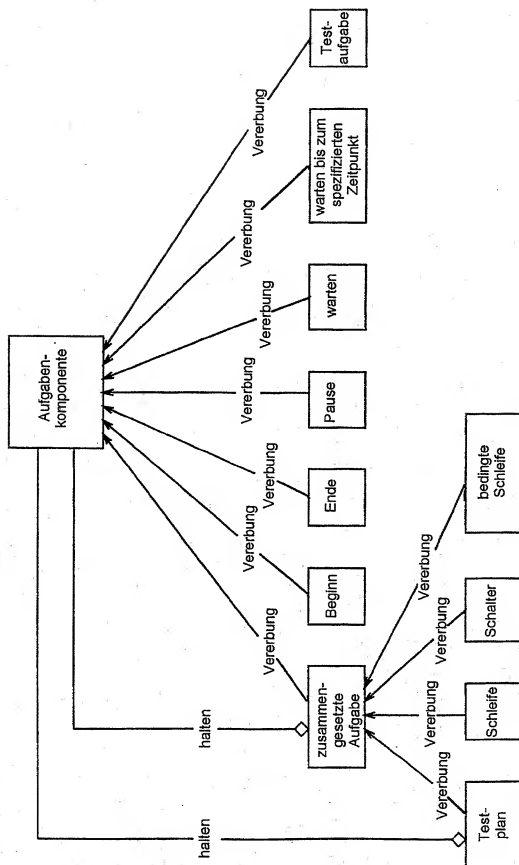 Aufgaben-
komponente
halten
halten
Vererbung
Vererbung
Vererbung
Vererbung
Vererbung
Vererbung
Vererbung
zusammen-
gesetzte
Aufgabe
Beginn
Ende
Pause
warten
warten bis zum
spezifizierten
Zeitpunkt
Test-
aufgabe
Vererbung
Vererbung
Vererbung
Vererbung
Test-
plan
Schleife
Schalter
bedingte
Schleife